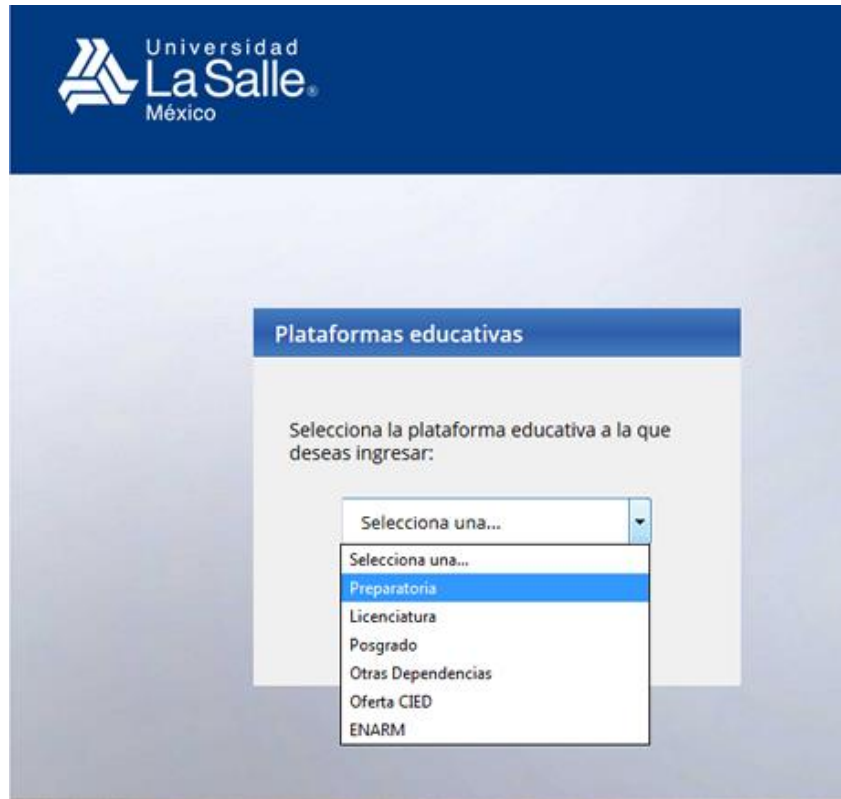 Universidad
La Salle®
México
Plataformas educativas
Selecciona la plataforma educativa a la que
deseas ingresar:
Selecciona una...
Selecciona una...
Preparatoria
Licenciatura
Posgrado
Otras Dependencias
Oferta CIED
ENARM